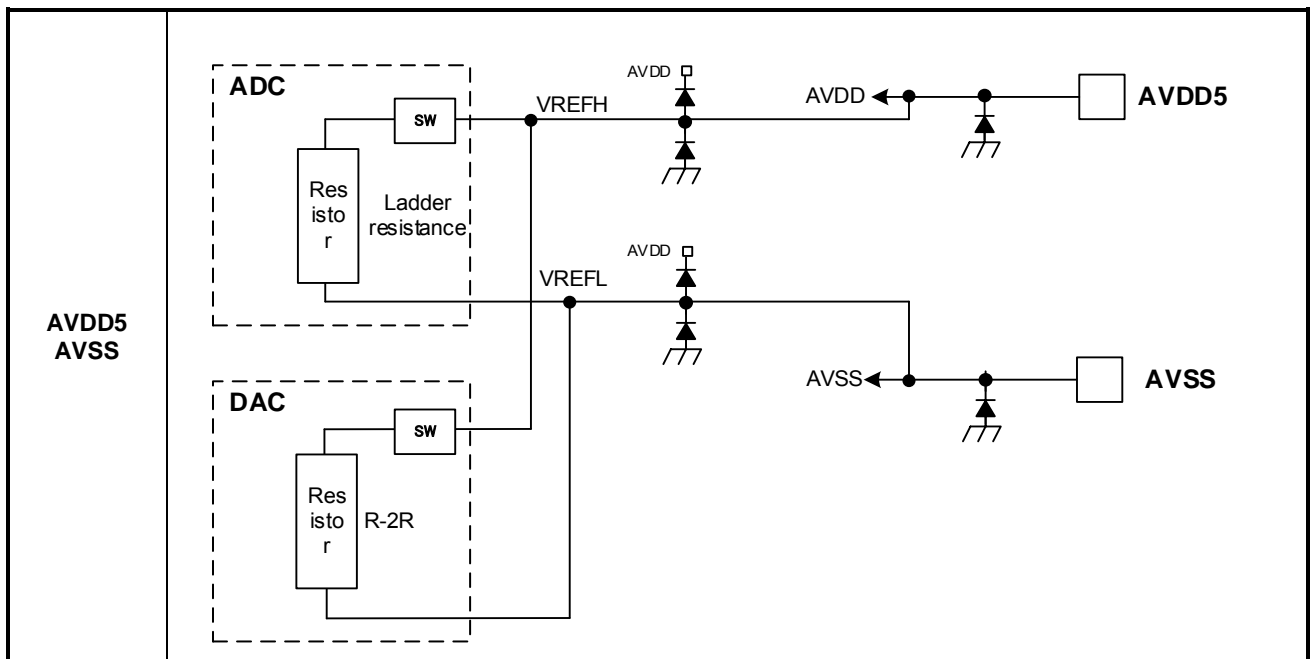 AVDD5
AVSS
ADC
SW
Res
isto
r
Ladder
resistance
VREFH
AVDD
AVDD
AVDD5
VREFL
AVDD
AVSS
AVSS
DAC
SW
Res
isto
r
R-2R